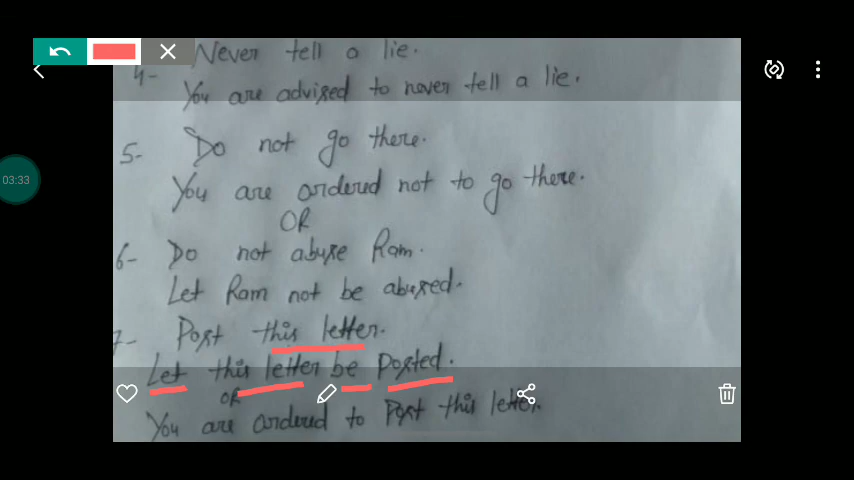 Never tell a lie.
4- You are advised to never tell a lie.
5- Do not go there.
You are ordered not to go there.
OR
6- Do not abuse Ram.
Let Ram not be abused.
7- Post this letter.
Let this letter be Posted.
OR
You are ordered to Post this letter.
03:33